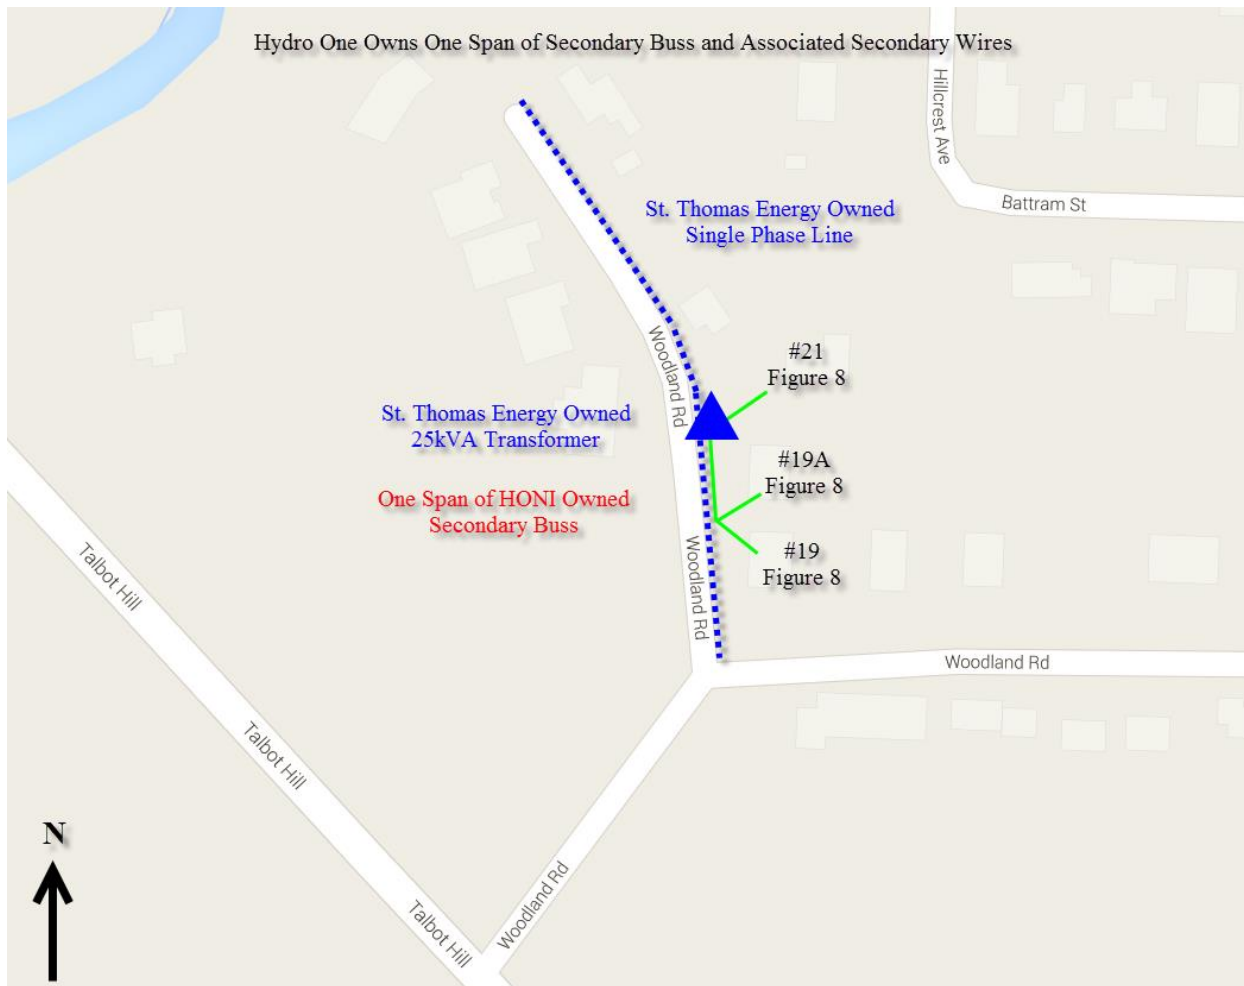 Hydro One Owns One Span of Secondary Buss and Associated Secondary Wires
Hillcrest Ave
Battram St
St. Thomas Energy Owned
Single Phase Line
Woodland Rd
#21
Figure 8
St. Thomas Energy Owned
25kVA Transformer
#19A
Figure 8
One Span of HONI Owned
Secondary Buss
#19
Figure 8
Woodland Rd
Talbot Hill
Woodland Rd
Talbot Hill
N
Woodland Rd
Talbot Hill